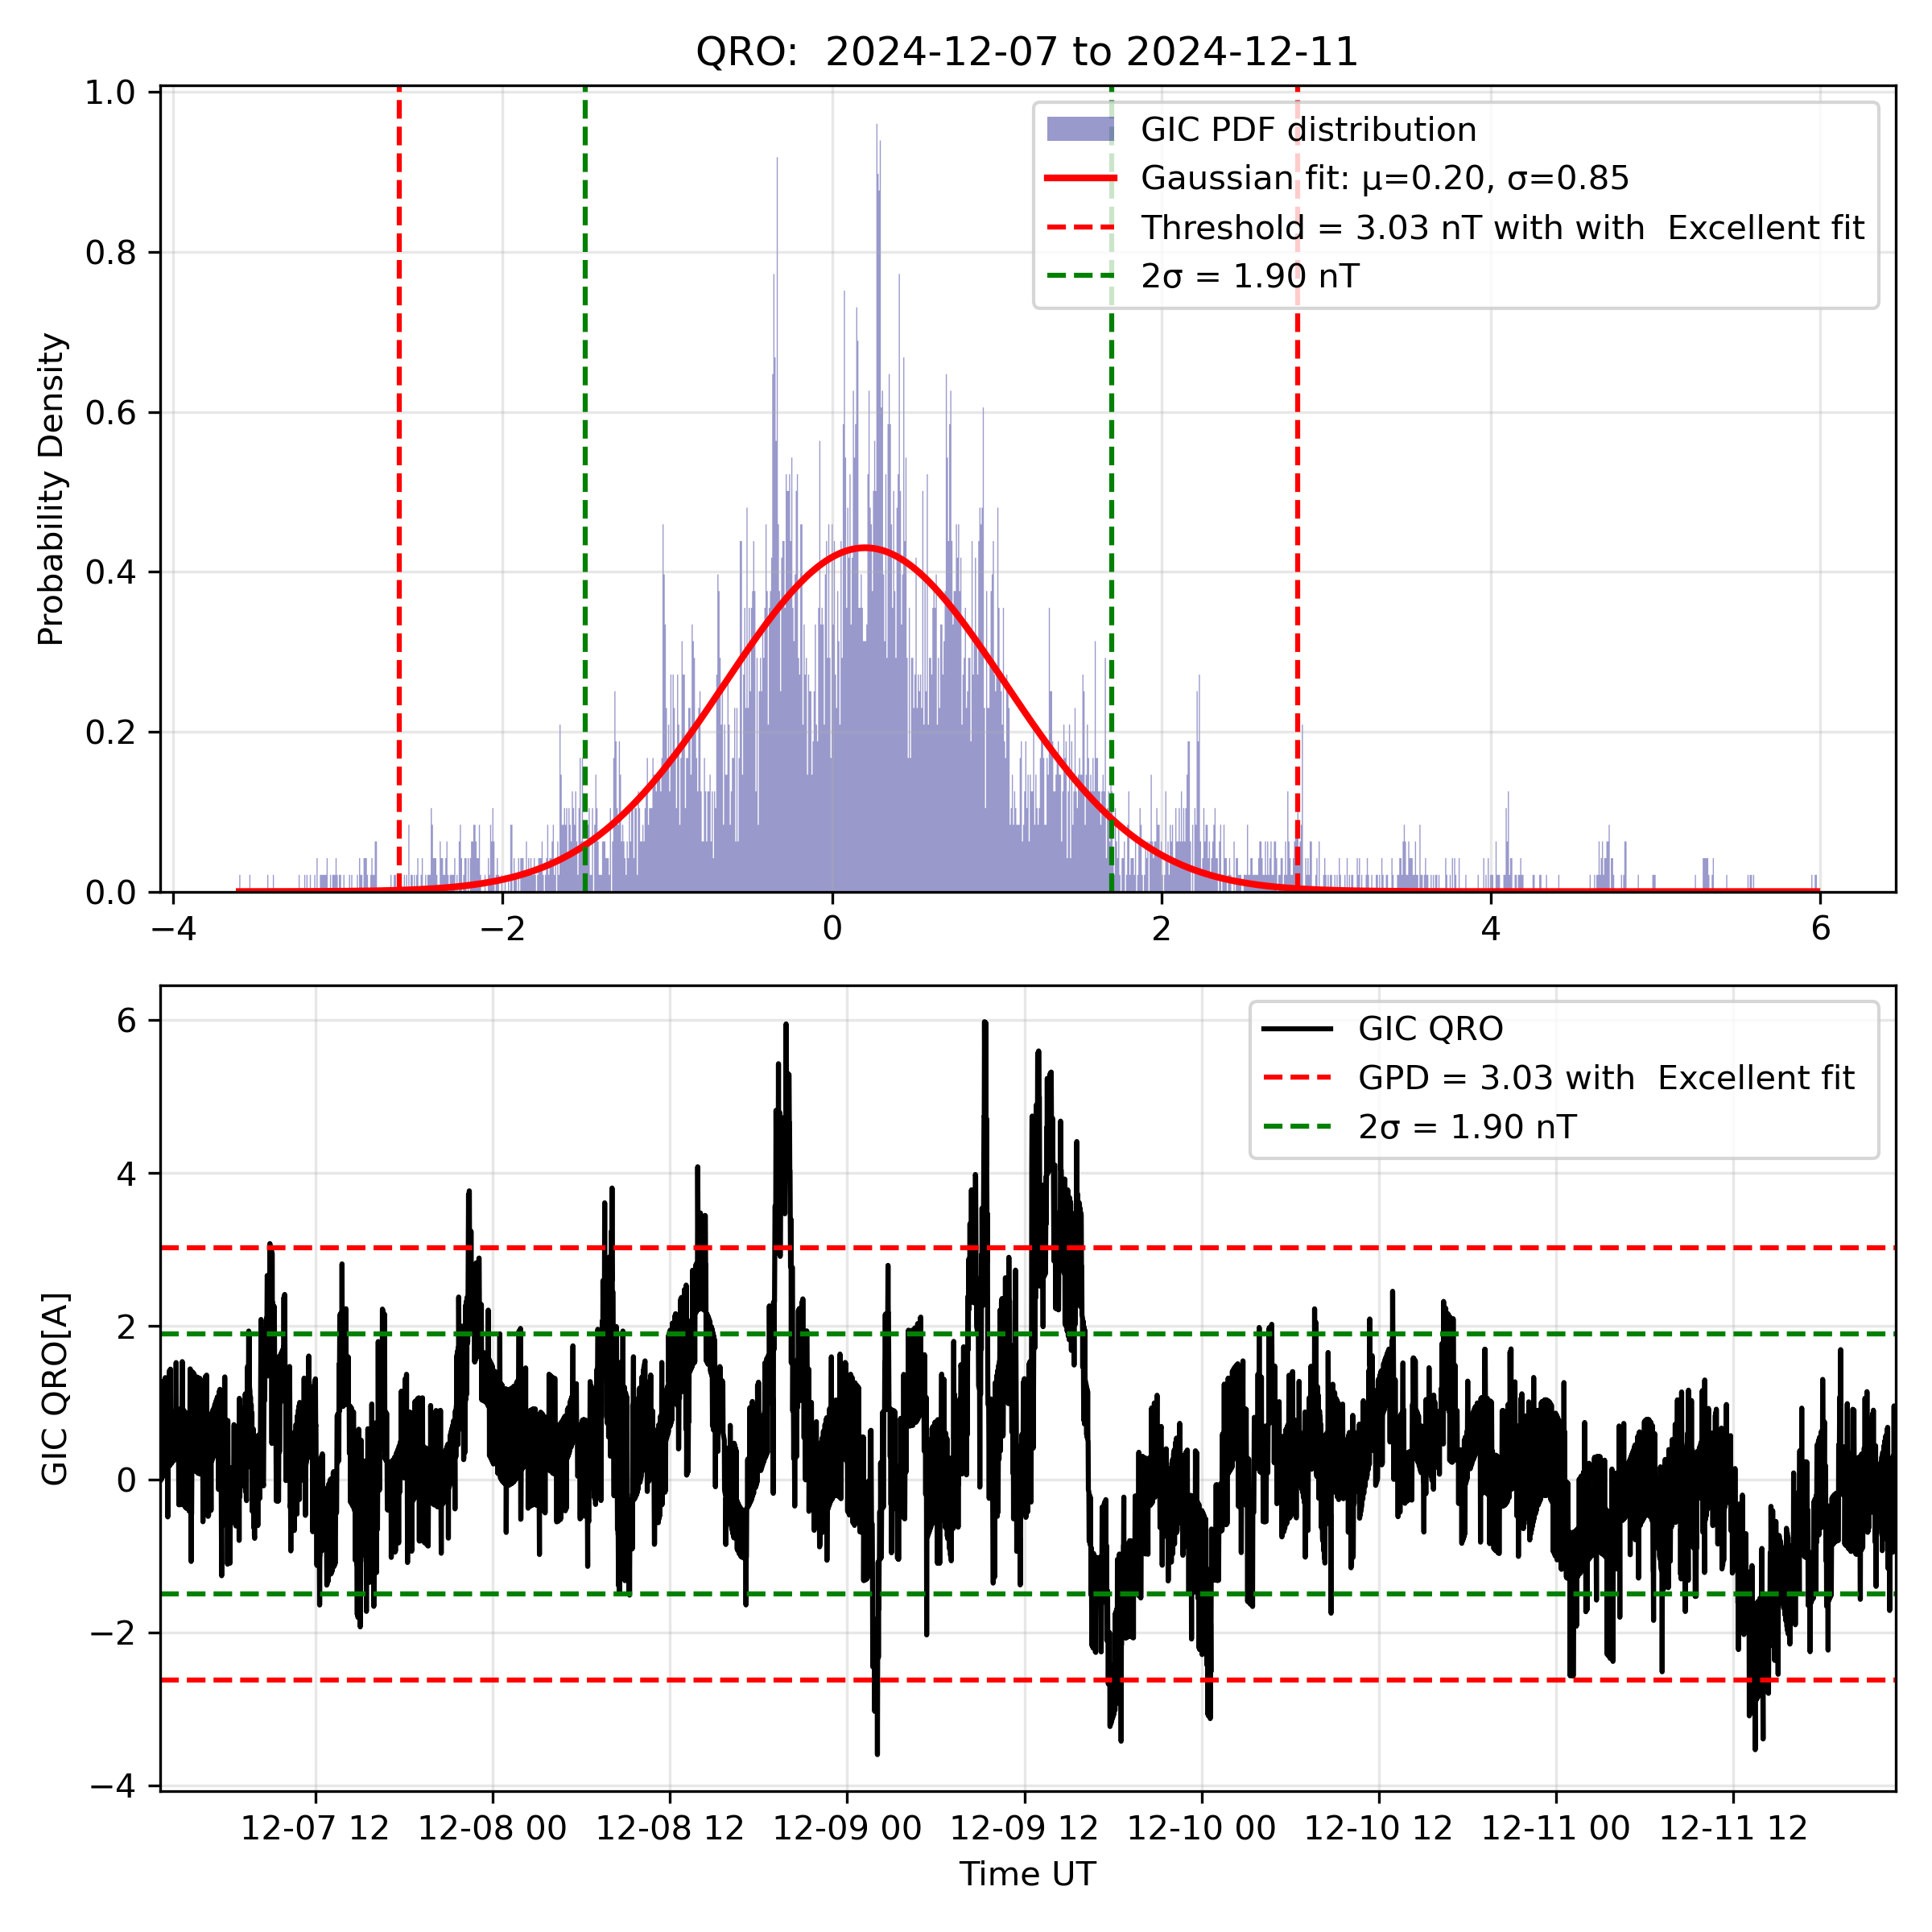 QRO:  2024-12-07 to 2024-12-11
Probability Density
1.0
0.8
0.6
0.4
0.2
0.0
GIC PDF distribution
Gaussian fit: μ=0.20, σ=0.85
Threshold = 3.03 nT with with  Excellent fit
2σ = 1.90 nT
−4 −2 0 2 4 6
GIC QRO[A]
6
4
2
0
−2
−4
GIC QRO
GPD = 3.03 with  Excellent fit
2σ = 1.90 nT
12-07 12 12-08 00 12-08 12 12-09 00 12-09 12 12-10 00 12-10 12 12-11 00 12-11 12
Time UT